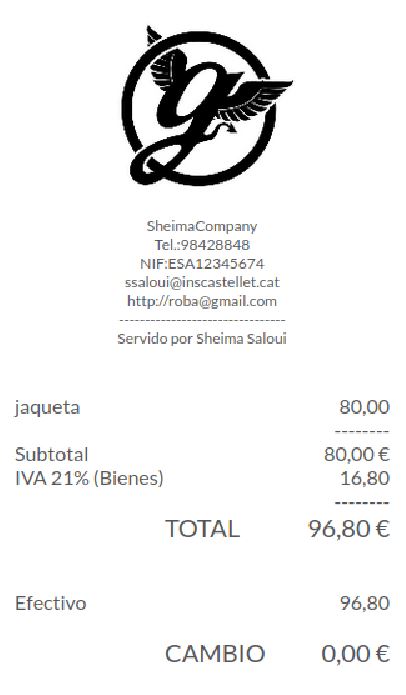 g
SheimaCompany
Tel.:98428848
NIF:ESA12345674
ssaloui@inscastellet.cat
http://roba@gmail.com
--------------------------------
Servido por Sheima Saloui
jaqueta 80,00
--------
Subtotal 80,00 €
IVA 21% (Bienes) 16,80
--------
TOTAL 96,80 €
Efectivo 96,80
CAMBIO 0,00 €